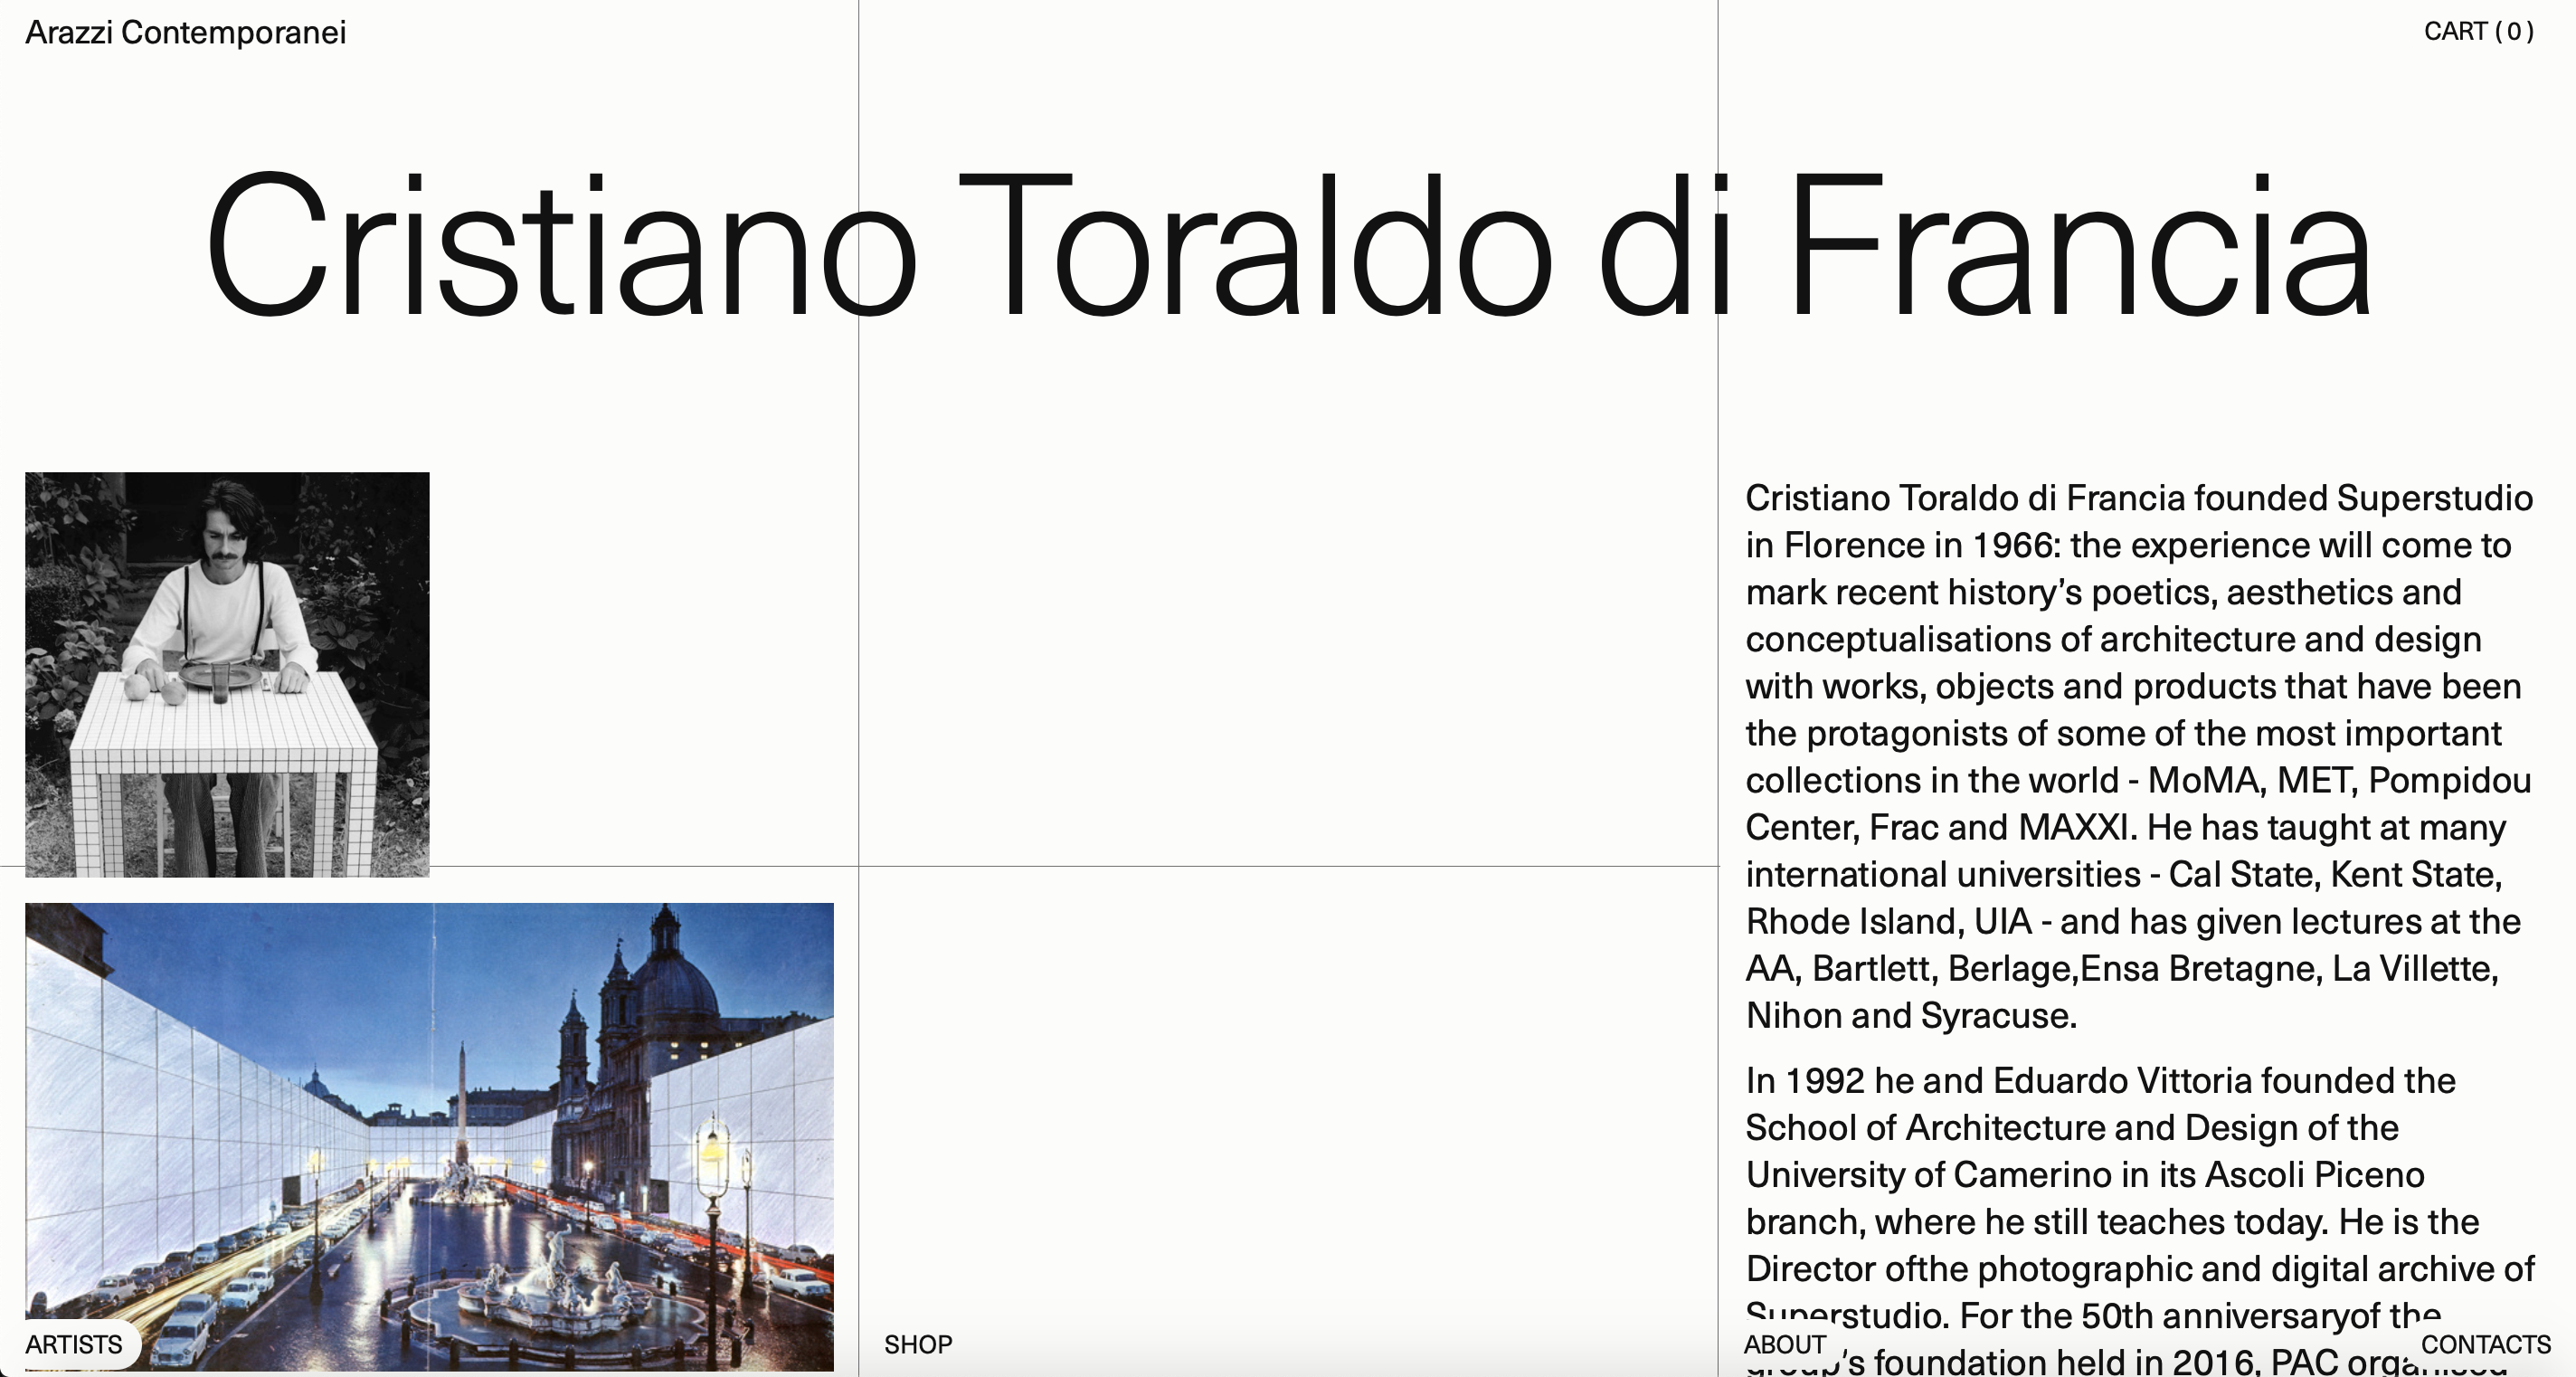 Arazzi Contemporanei
CART ( 0 )
Cristiano Toraldo di Francia
Cristiano Toraldo di Francia founded Superstudio
in Florence in 1966: the experience will come to
mark recent history’s poetics, aesthetics and
conceptualisations of architecture and design
with works, objects and products that have been
the protagonists of some of the most important
collections in the world - MoMA, MET, Pompidou
Center, Frac and MAXXI. He has taught at many
international universities - Cal State, Kent State,
Rhode Island, UIA - and has given lectures at the
AA, Bartlett, Berlage,Ensa Bretagne, La Villette,
Nihon and Syracuse.
In 1992 he and Eduardo Vittoria founded the
School of Architecture and Design of the
University of Camerino in its Ascoli Piceno
branch, where he still teaches today. He is the
Director ofthe photographic and digital archive of
Superstudio. For the 50th anniversaryof the
group’s foundation held in 2016, PAC organised
ARTISTS
SHOP
ABOUT
CONTACTS